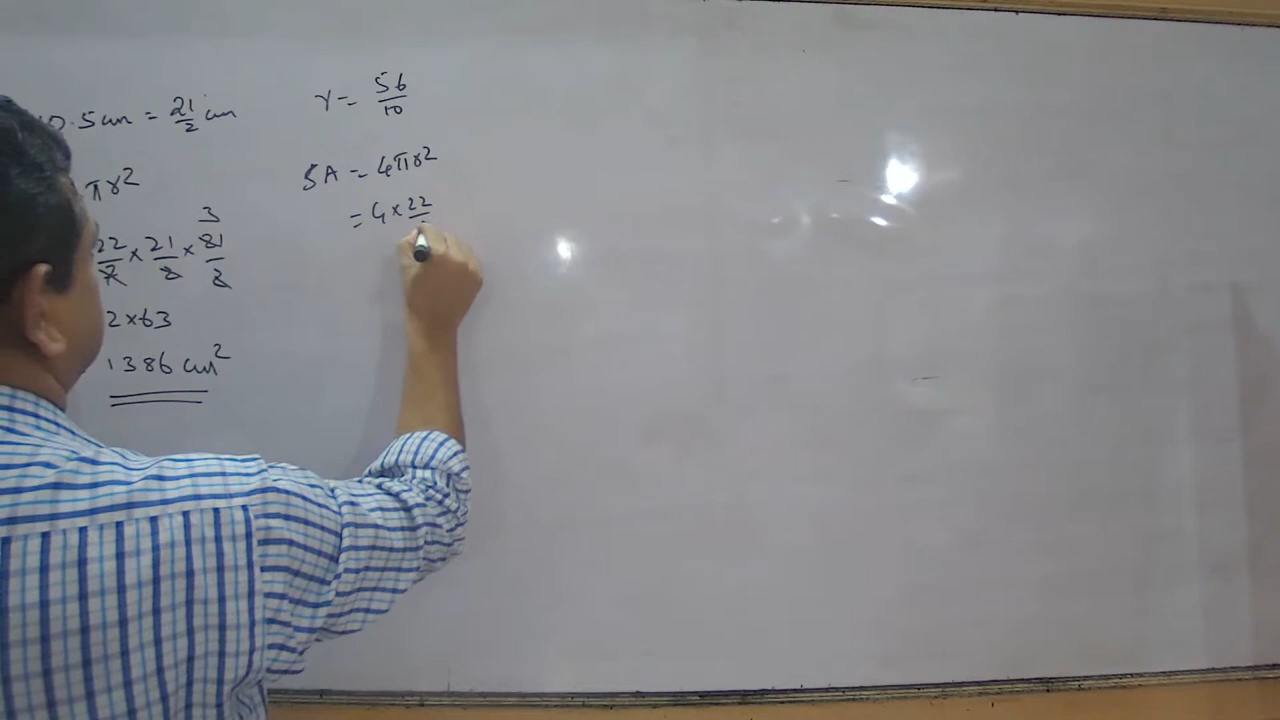 0.5 cm = 21/2 cm
πr²
3
22/7 × 21/2 × 21/2
2×63
1386 cm²
r = 56/10
SA = 4πr²
= 4 × 22